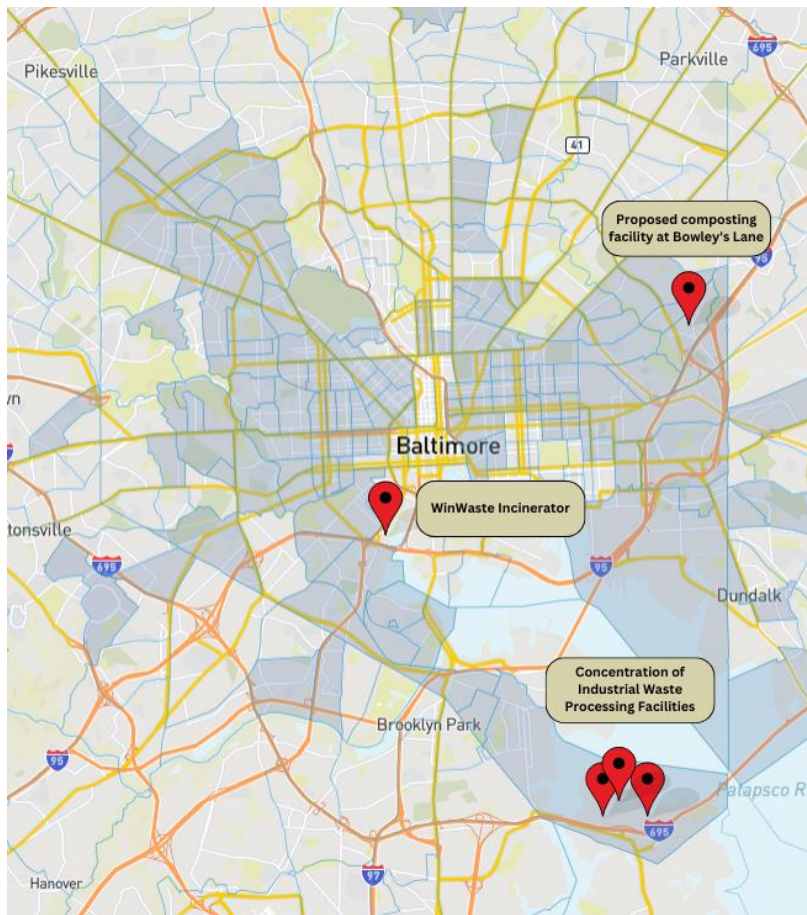 695
Parkville
Pikesville
41
Proposed composting
facility at Bowley's Lane
95
wn
Baltimore
WinWaste Incinerator
tonsville
695
95
Dundalk
Concentration of
Industrial Waste
Processing Facilities
Brooklyn Park
95
Patapsco R
695
97
Hanover